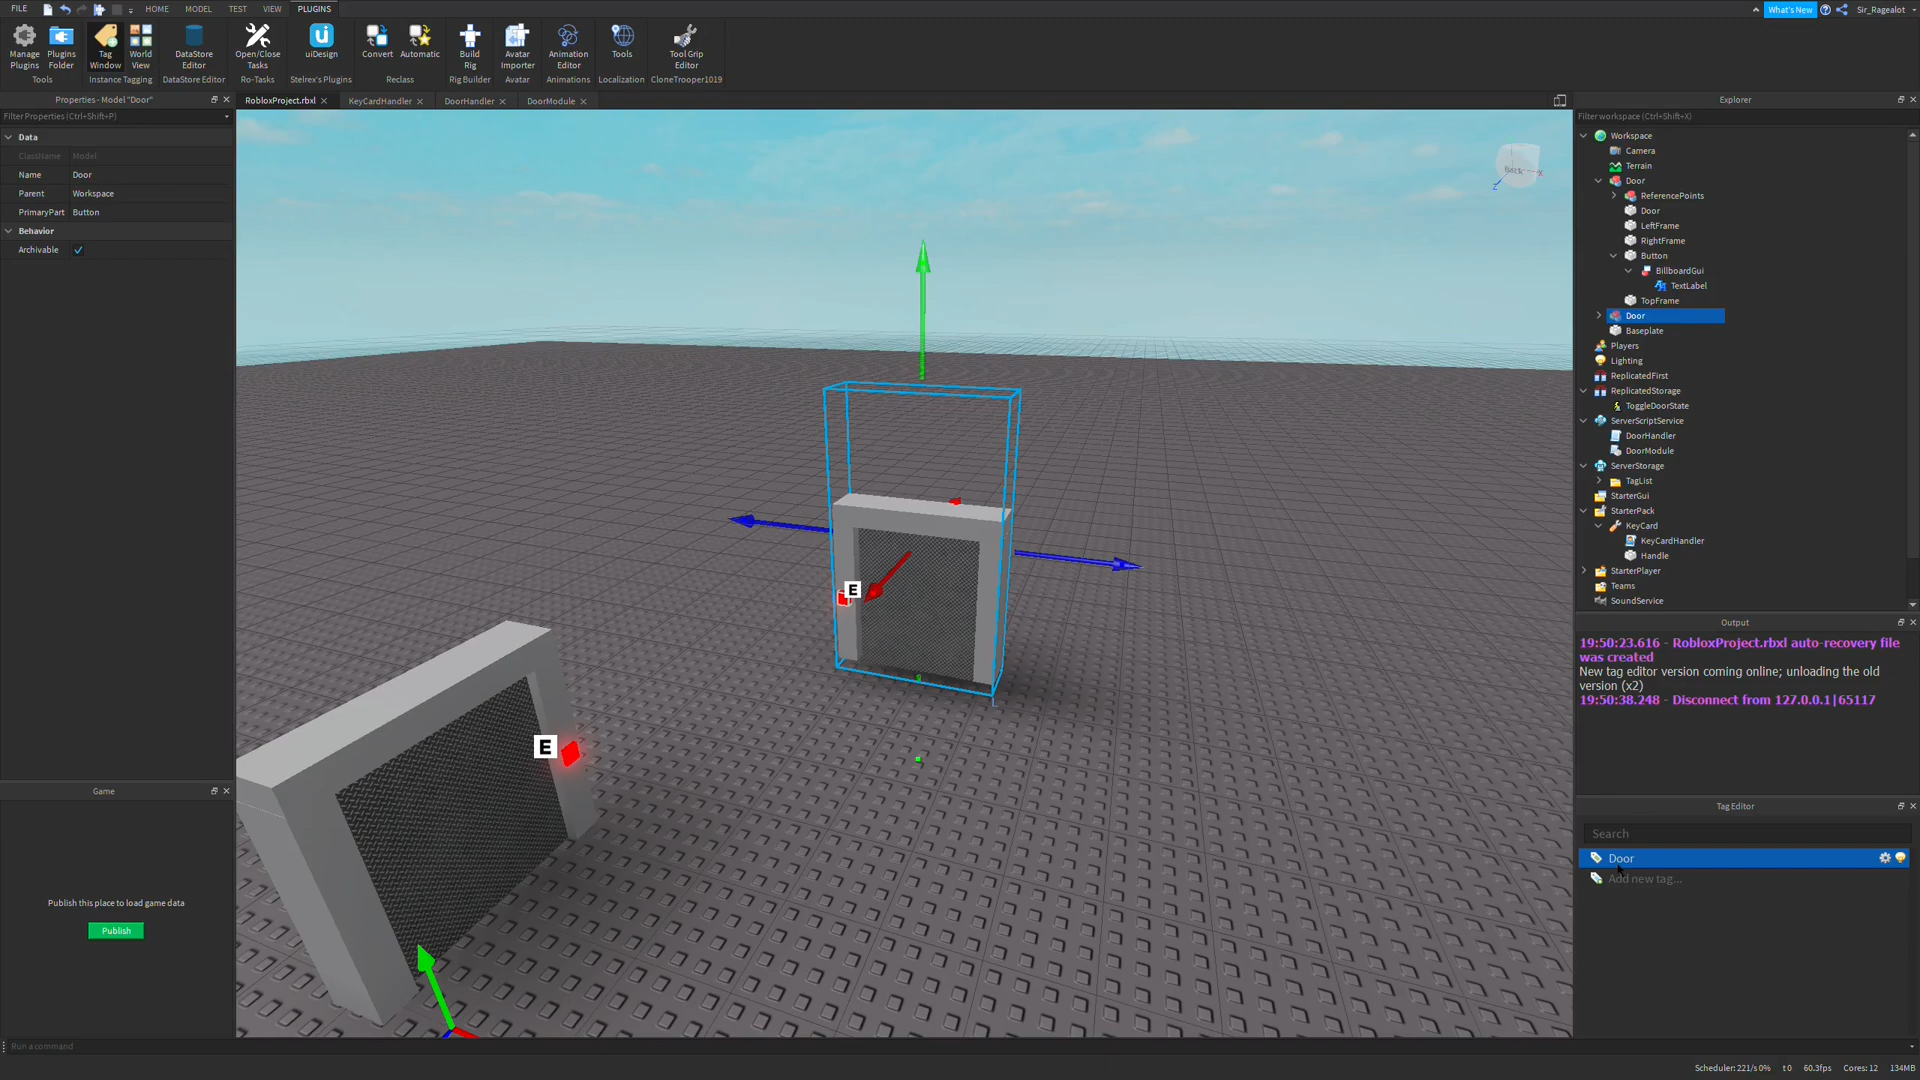 FILE
HOME
MODEL
TEST
VIEW
PLUGINS
What's New
Sir_Ragealot
Manage Plugins
Plugins Folder
Tag Window
World View
DataStore Editor
Open/Close Tasks
uiDesign
Convert
Automatic
Build Rig
Avatar Importer
Animation Editor
Tools
Tool Grip Editor
Tools
Instance Tagging
DataStore Editor
Ro-Tasks
Stelrex's Plugins
Reclass
Rig Builder
Avatar
Animations
Localization
CloneTrooper1019
Properties - Model "Door"
Filter Properties (Ctrl+Shift+P)
Data
ClassName Model
Name Door
Parent Workspace
PrimaryPart Button
Behavior
Archivable
Game
Publish this place to load game data
Publish
RobloxProject.rbxl
KeyCardHandler
DoorHandler
DoorModule
Back
X
Z
E
E
Explorer
Filter workspace (Ctrl+Shift+X)
Workspace
Camera
Terrain
Door
ReferencePoints
Door
LeftFrame
RightFrame
Button
BillboardGui
TextLabel
TopFrame
Door
Baseplate
Players
Lighting
ReplicatedFirst
ReplicatedStorage
ToggleDoorState
ServerScriptService
DoorHandler
DoorModule
ServerStorage
TagList
StarterGui
StarterPack
KeyCard
KeyCardHandler
Handle
StarterPlayer
Teams
SoundService
Output
19:50:23.616 - RobloxProject.rbxl auto-recovery file
was created
New tag editor version coming online; unloading the old
version (x2)
19:50:38.248 - Disconnect from 127.0.0.1|65117
Tag Editor
Search
Door
Add new tag...
Run a command
Scheduler: 221/s 0%
t 0
60.3fps
Cores: 12
134MB